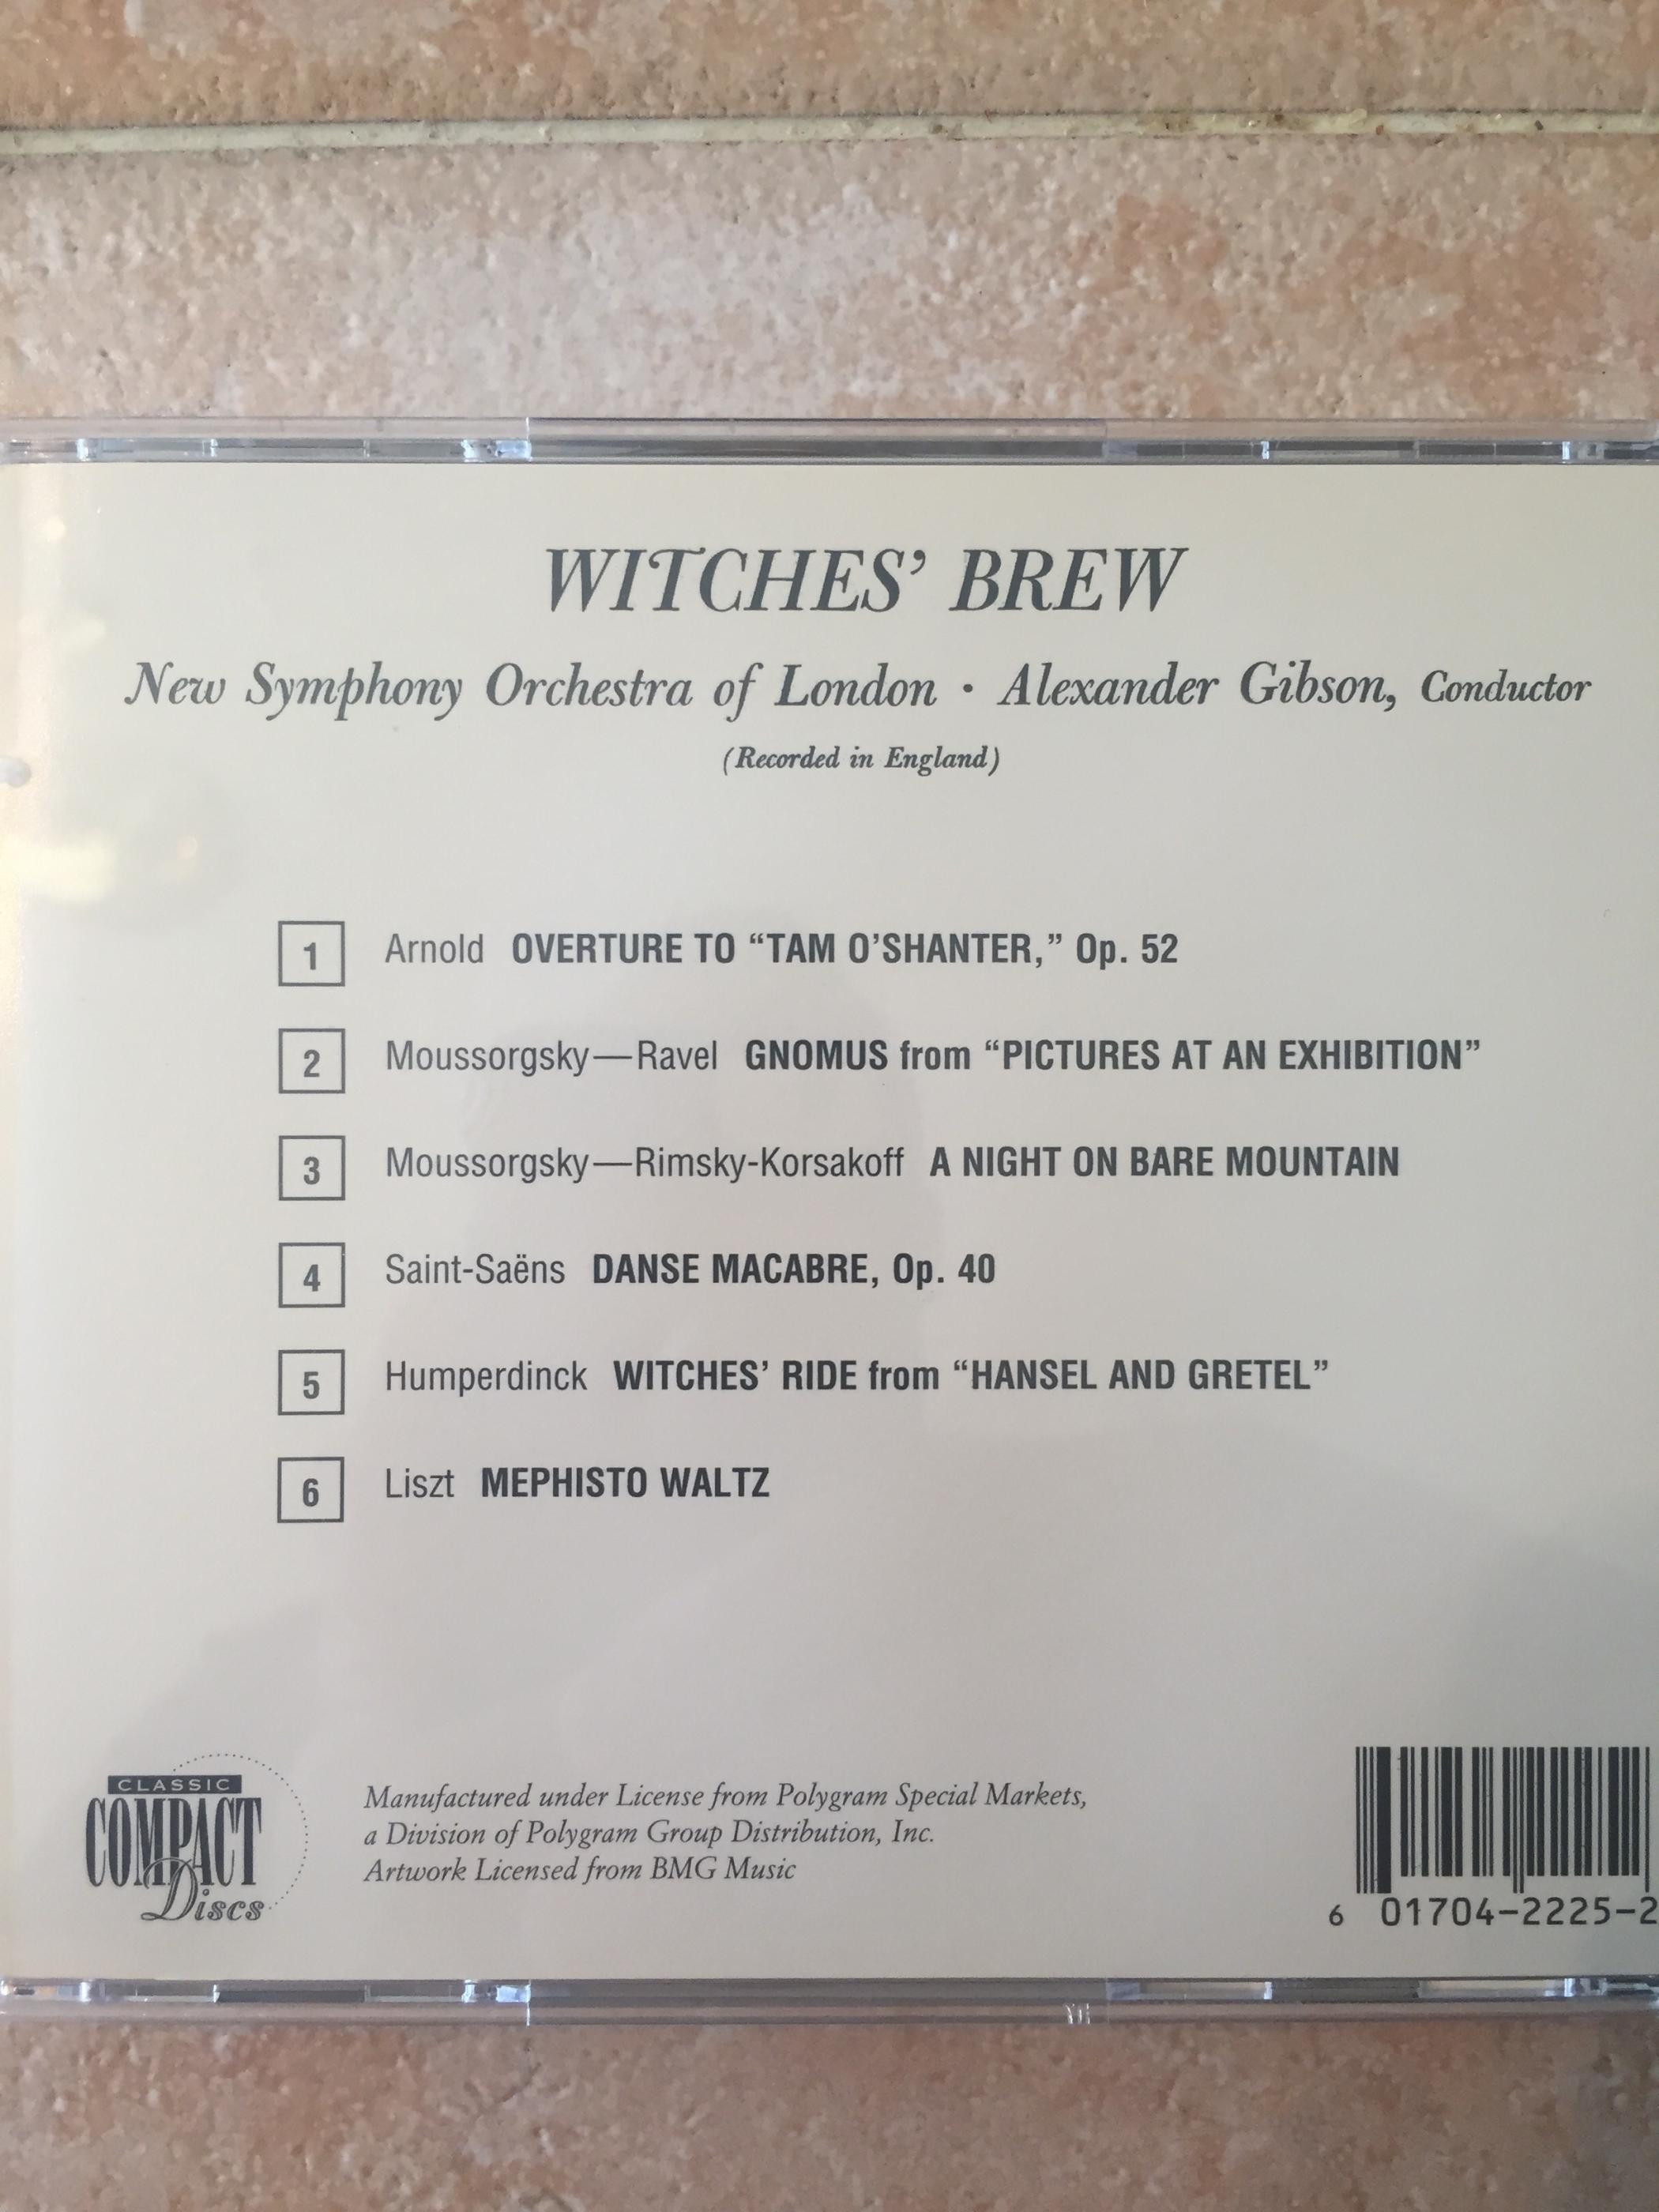 WITCHES’ BREW
New Symphony Orchestra of London · Alexander Gibson, Conductor
(Recorded in England)
1 Arnold OVERTURE TO “TAM O’SHANTER,” Op. 52
2 Moussorgsky—Ravel GNOMUS from “PICTURES AT AN EXHIBITION”
3 Moussorgsky—Rimsky-Korsakoff A NIGHT ON BARE MOUNTAIN
4 Saint-Saëns DANSE MACABRE, Op. 40
5 Humperdinck WITCHES’ RIDE from “HANSEL AND GRETEL”
6 Liszt MEPHISTO WALTZ
CLASSIC
COMPACT
Discs
Manufactured under License from Polygram Special Markets,
a Division of Polygram Group Distribution, Inc.
Artwork Licensed from BMG Music
6 01704-2225-2